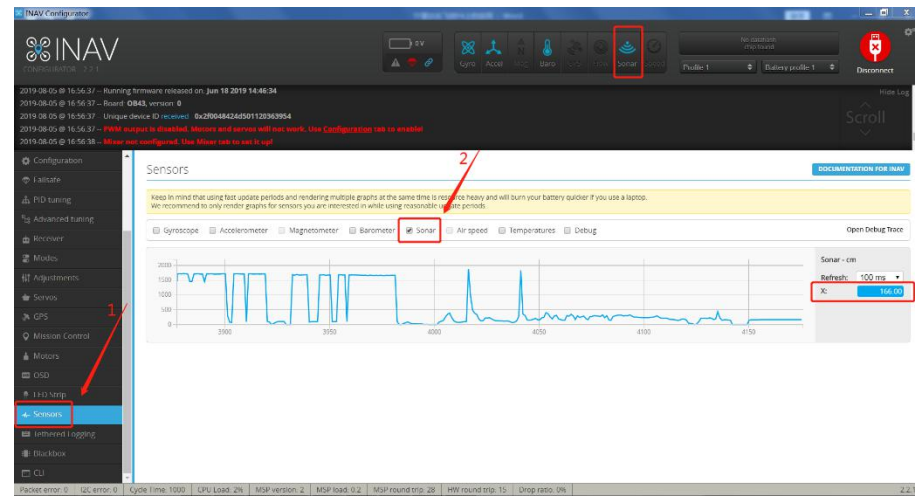 INAV Configurator
INAV
CONFIGURATOR 2.2.1
0 V
Gyro Accel Mag Baro GPS Flow Sonar Speed
No dataflash
chip found
Profile 1
Battery profile 1
Disconnect
2019-08-05 @ 16:56:37 -- Running firmware released on: Jun 18 2019 14:46:34
Hide Log
2019-08-05 @ 16:56:37 -- Board: OB43, version: 0
2019-08-05 @ 16:56:37 -- Unique device ID received - 0x2f0048424d501120363954
Scroll
2019-08-05 @ 16:56:37 -- PWM output is disabled. Motors and servos will not work. Use Configuration tab to enable!
2019-08-05 @ 16:56:38 -- Mixer not configured. Use Mixer tab to set it up!
Configuration
Failsafe
PID tuning
Advanced tuning
Receiver
Modes
Adjustments
Servos
GPS
Mission Control
Motors
OSD
LED Strip
Sensors
Tethered Logging
Blackbox
CLI
1
2
Sensors
DOCUMENTATION FOR INAV
Keep in mind that using fast update periods and rendering multiple graphs at the same time is resource heavy and will burn your battery quicker if you use a laptop.
We recommend to only render graphs for sensors you are interested in while using reasonable update periods.
Gyroscope Accelerometer Magnetometer Barometer Sonar Air speed Temperatures Debug
Open Debug Trace
2000
1500
1000
500
0
3900 3950 4000 4050 4100 4150
Sonar - cm
Refresh: 100 ms
X: 166.00
Packet error: 0 I2C error: 0 Cycle Time: 1000 CPU Load: 2% MSP version: 2 MSP load: 0.2 MSP round trip: 28 HW round trip: 15 Drop ratio: 0% 2.2.1